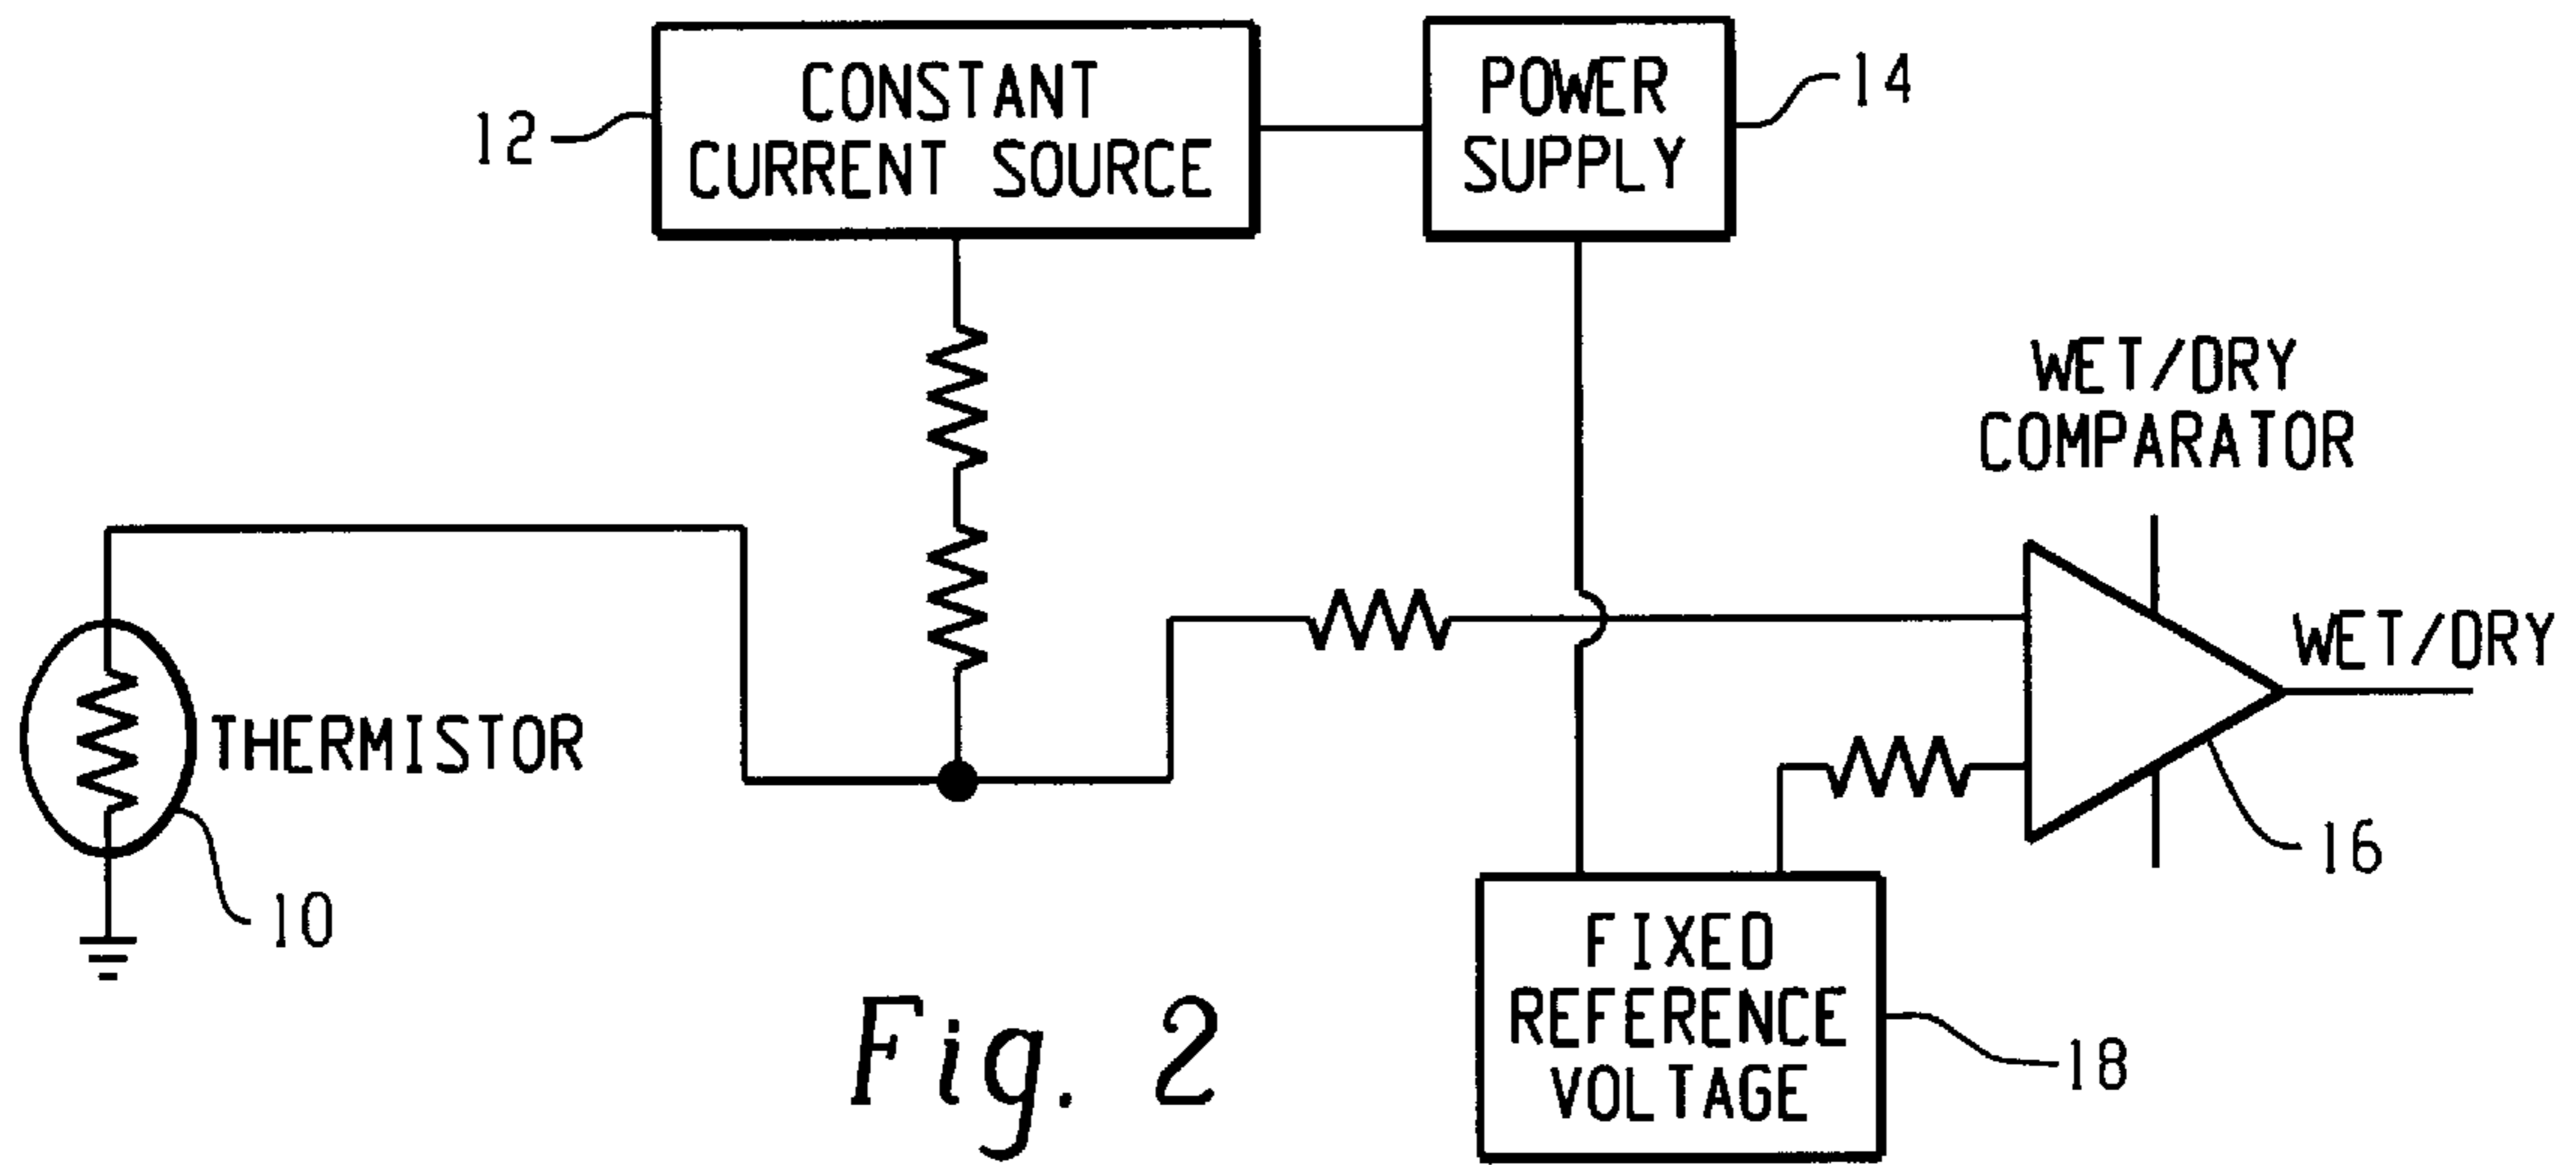 CONSTANT
CURRENT SOURCE
12
POWER
SUPPLY
14
WET/DRY
COMPARATOR
WET/DRY
THERMISTOR
10
16
FIXED
REFERENCE
VOLTAGE
18
Fig. 2